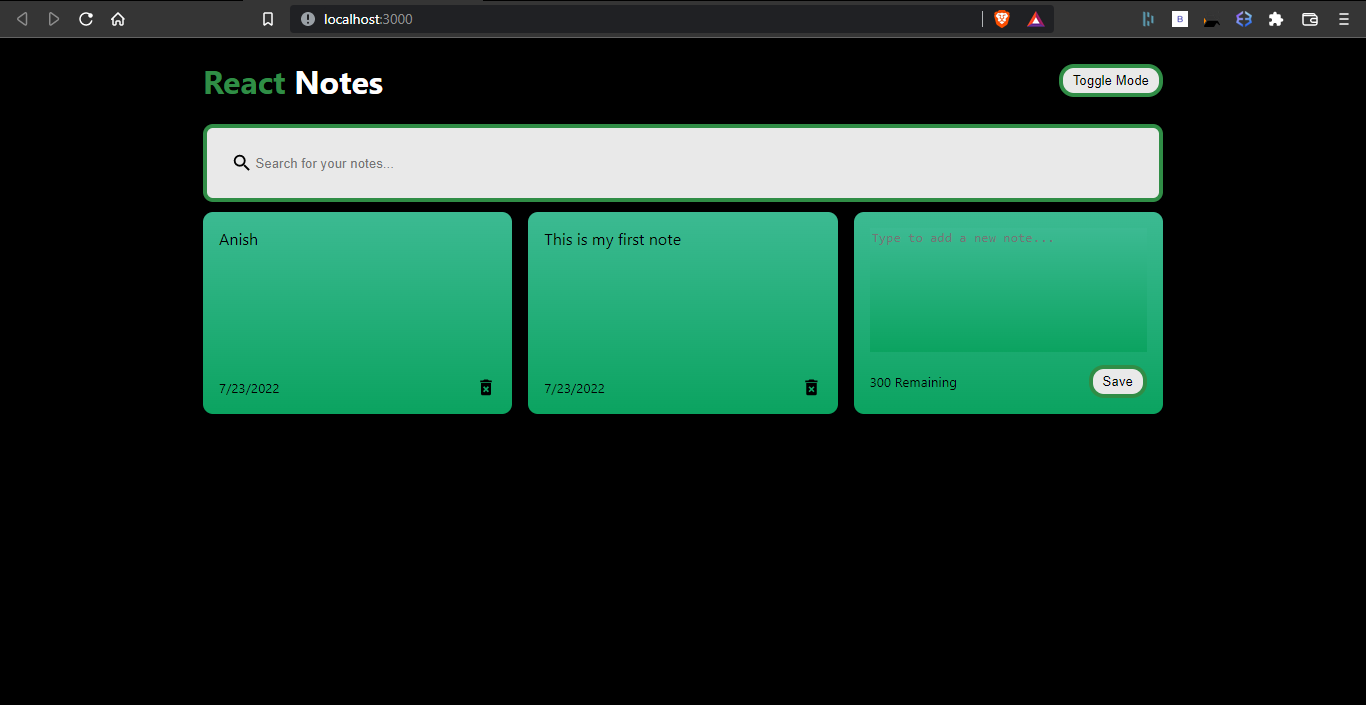 localhost:3000
B
React Notes
Toggle Mode
Search for your notes...
Anish
7/23/2022
This is my first note
7/23/2022
Type to add a new note...
300 Remaining
Save